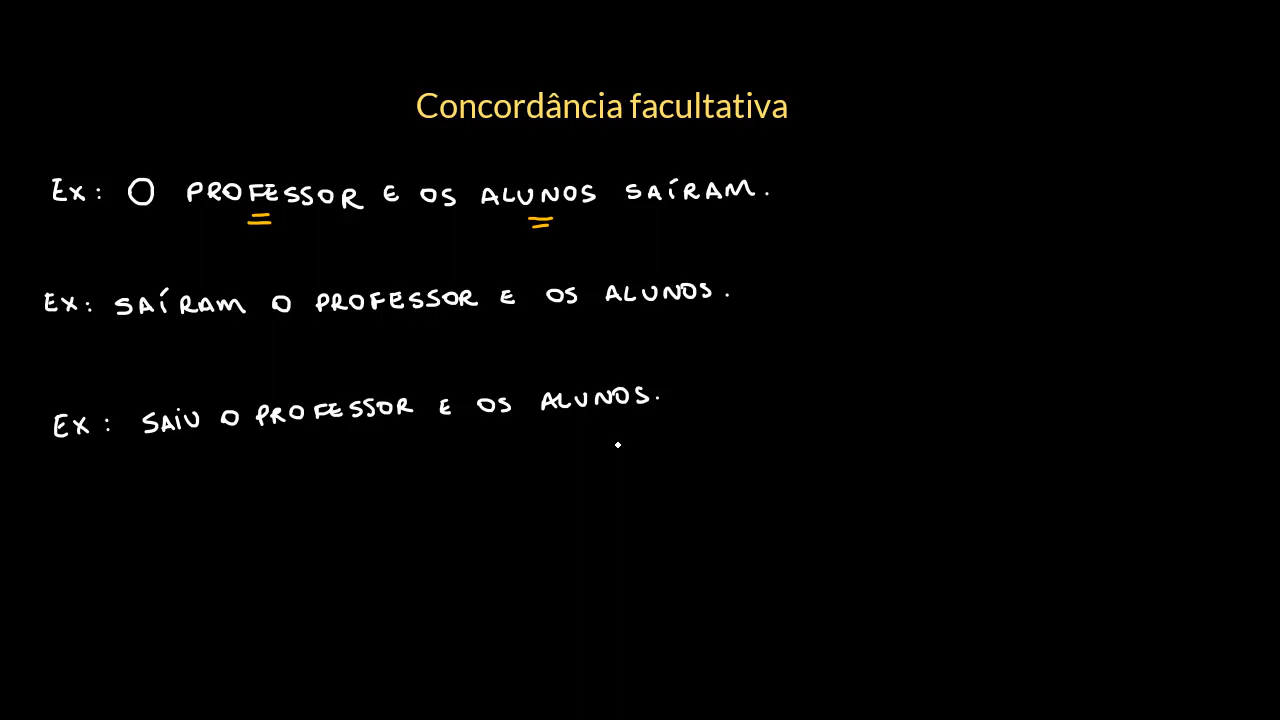 Concordância facultativa
Ex: O PROFESSOR E OS ALUNOS SAÍRAM.
EX: SAÍRAM O PROFESSOR E OS ALUNOS.
EX: SAIU O PROFESSOR E OS ALUNOS.